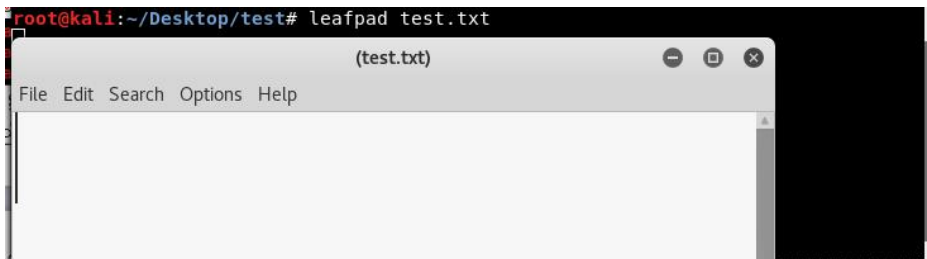 root@kali:~/Desktop/test# leafpad test.txt
(test.txt)
File Edit Search Options Help